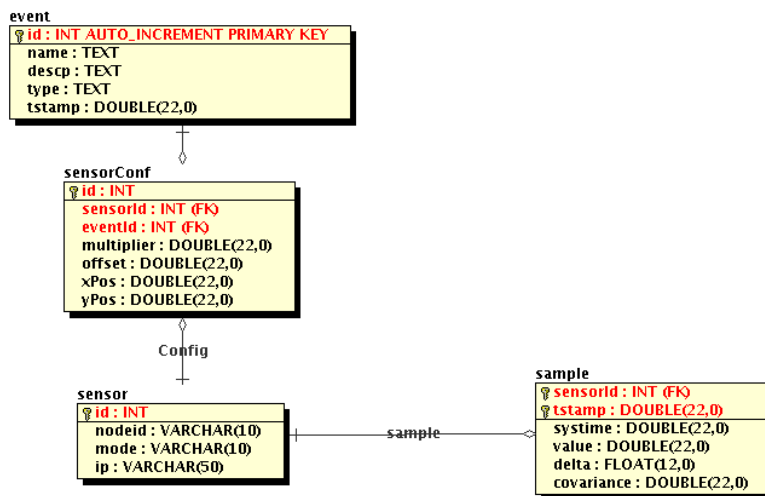 event
id : INT AUTO_INCREMENT PRIMARY KEY
name : TEXT
descp : TEXT
type : TEXT
tstamp : DOUBLE(22,0)
sensorConf
id : INT
sensorId : INT (FK)
eventId : INT (FK)
multiplier : DOUBLE(22,0)
offset : DOUBLE(22,0)
xPos : DOUBLE(22,0)
yPos : DOUBLE(22,0)
Config
sensor
id : INT
nodeid : VARCHAR(10)
mode : VARCHAR(10)
ip : VARCHAR(50)
sample
sample
sensorId : INT (FK)
tstamp : DOUBLE(22,0)
systime : DOUBLE(22,0)
value : DOUBLE(22,0)
delta : FLOAT(12,0)
covariance : DOUBLE(22,0)